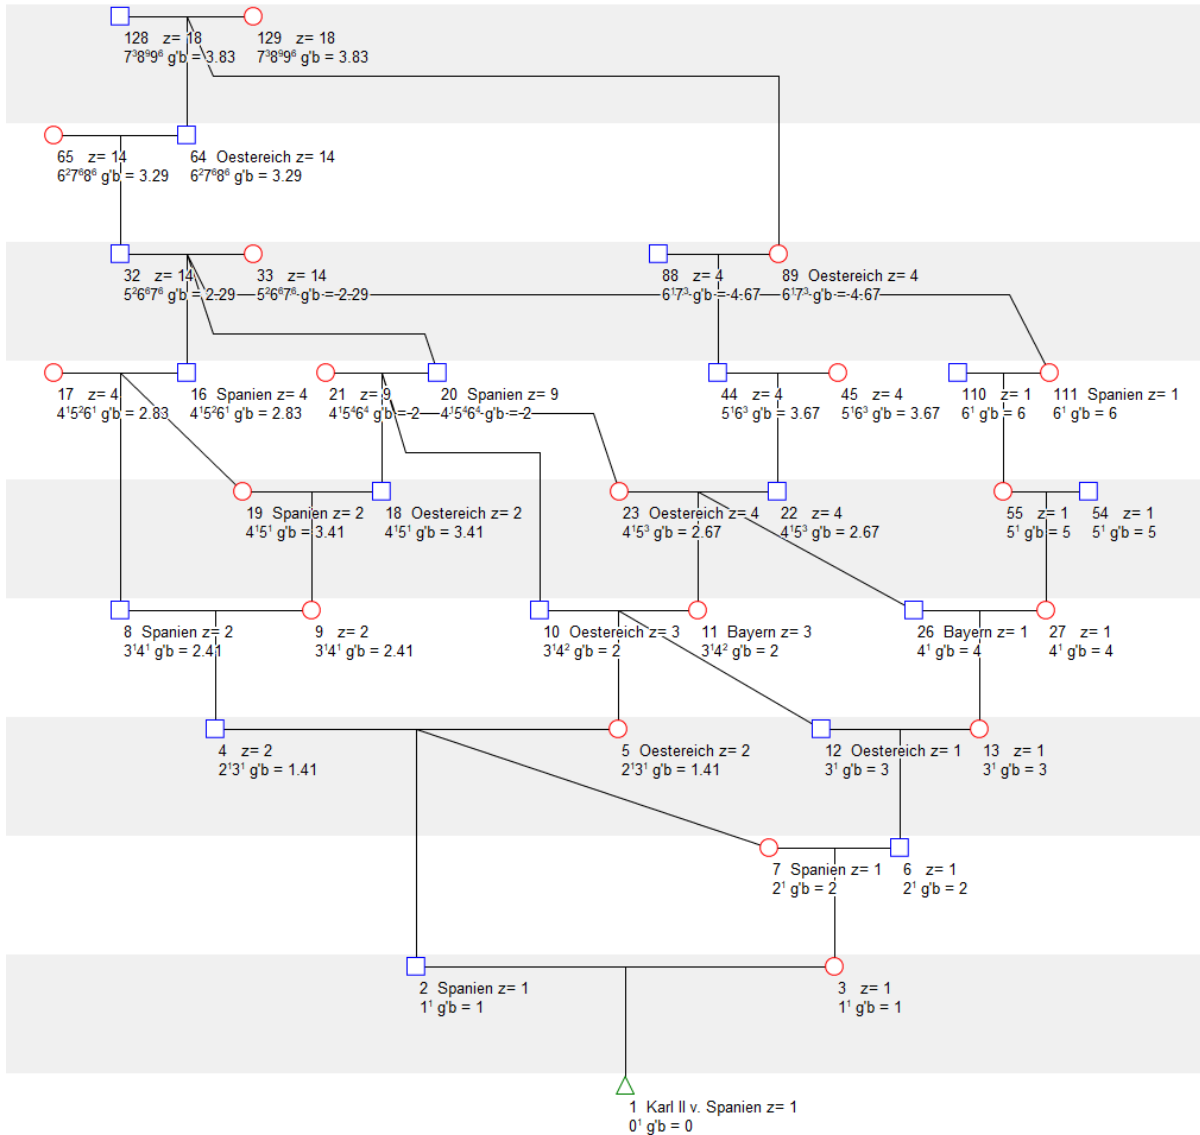 128 z= 18
7³8⁹9⁶ g'b = 3.83
129 z= 18
7³8⁹9⁶ g'b = 3.83
65 z= 14
6²7⁶8⁶ g'b = 3.29
64 Oestereich z= 14
6²7⁶8⁶ g'b = 3.29
32 z= 14
5²6⁶7⁶ g'b = 2.29
33 z= 14
5²6⁶7⁶ g'b = 2.29
88 z= 4
6¹7³ g'b = 4.67
89 Oestereich z= 4
6¹7³ g'b = 4.67
17 z= 4
4¹5²6¹ g'b = 2.83
16 Spanien z= 4
4¹5²6¹ g'b = 2.83
21 z= 9
4¹5⁴6⁴ g'b = 2
20 Spanien z= 9
4¹5⁴6⁴ g'b = 2
44 z= 4
5¹6³ g'b = 3.67
45 z= 4
5¹6³ g'b = 3.67
110 z= 1
6¹ g'b = 6
111 Spanien z= 1
6¹ g'b = 6
19 Spanien z= 2
4¹5¹ g'b = 3.41
18 Oestereich z= 2
4¹5¹ g'b = 3.41
23 Oestereich z= 4
4¹5³ g'b = 2.67
22 z= 4
4¹5³ g'b = 2.67
55 z= 1
5¹ g'b = 5
54 z= 1
5¹ g'b = 5
8 Spanien z= 2
3¹4¹ g'b = 2.41
9 z= 2
3¹4¹ g'b = 2.41
10 Oestereich z= 3
3¹4² g'b = 2
11 Bayern z= 3
3¹4² g'b = 2
26 Bayern z= 1
4¹ g'b = 4
27 z= 1
4¹ g'b = 4
4 z= 2
2¹3¹ g'b = 1.41
5 Oestereich z= 2
2¹3¹ g'b = 1.41
12 Oestereich z= 1
3¹ g'b = 3
13 z= 1
3¹ g'b = 3
7 Spanien z= 1
2¹ g'b = 2
6 z= 1
2¹ g'b = 2
2 Spanien z= 1
1¹ g'b = 1
3 z= 1
1¹ g'b = 1
1 Karl II v. Spanien z= 1
0¹ g'b = 0